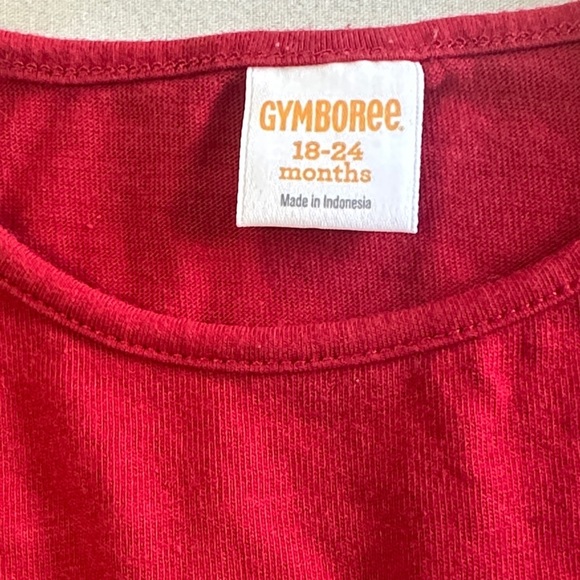 GYMBOREE
18-24
months
Made in Indonesia